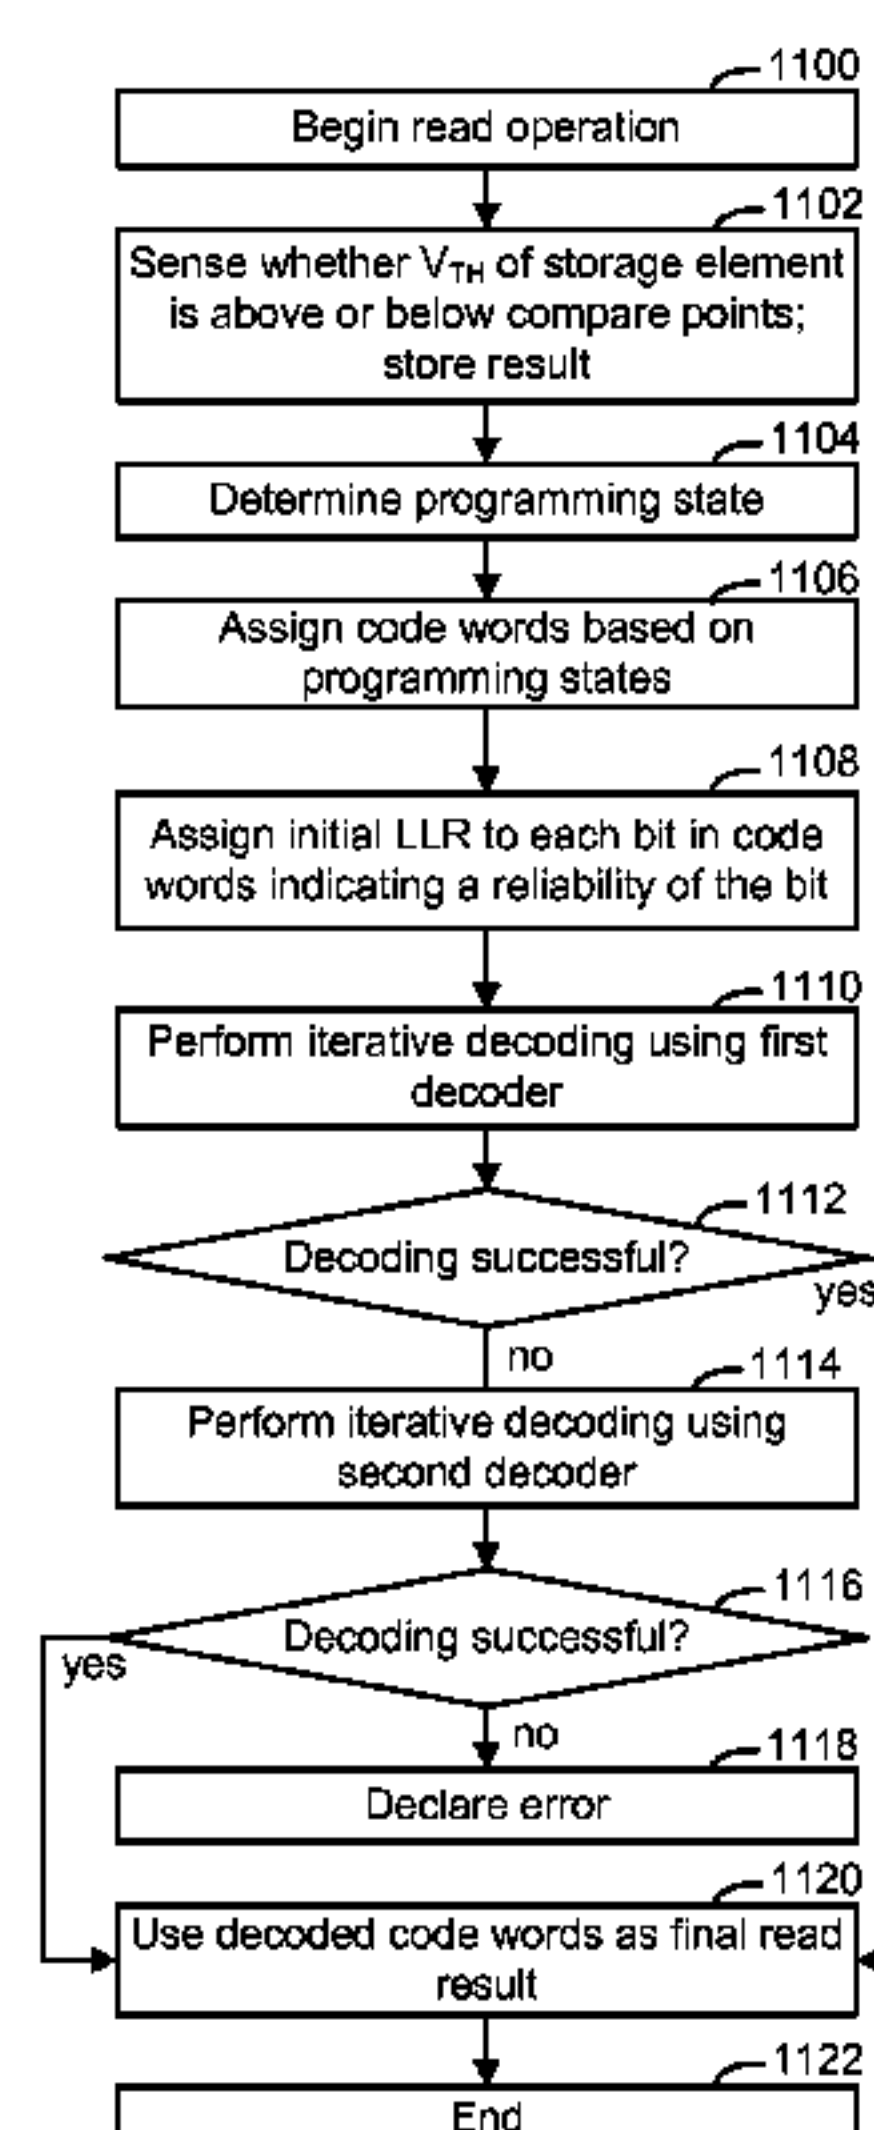 1100
Begin read operation
1102
Sense whether VTH of storage element
is above or below compare points;
store result
1104
Determine programming state
1106
Assign code words based on
programming states
1108
Assign initial LLR to each bit in code
words indicating a reliability of the bit
1110
Perform iterative decoding using first
decoder
1112
Decoding successful?
yes
no
1114
Perform iterative decoding using
second decoder
1116
Decoding successful?
yes
no
1118
Declare error
1120
Use decoded code words as final read
result
1122
End